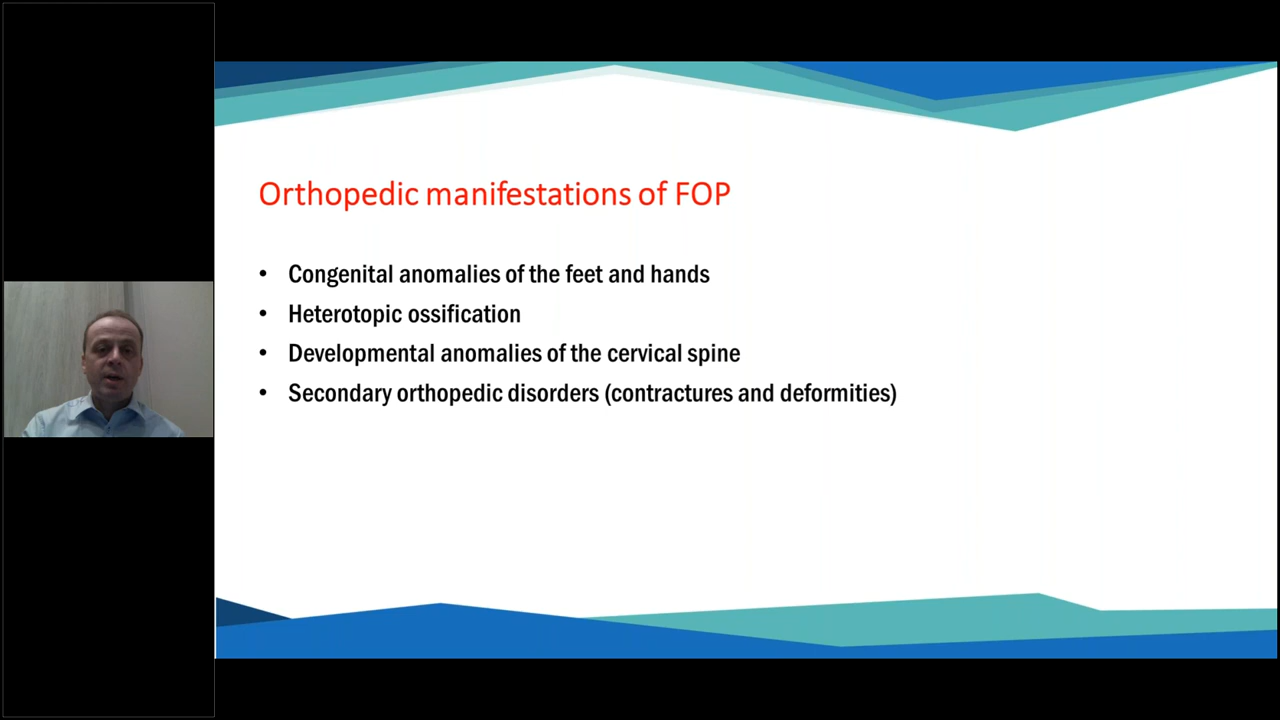 Orthopedic manifestations of FOP
• Congenital anomalies of the feet and hands
• Heterotopic ossification
• Developmental anomalies of the cervical spine
• Secondary orthopedic disorders (contractures and deformities)